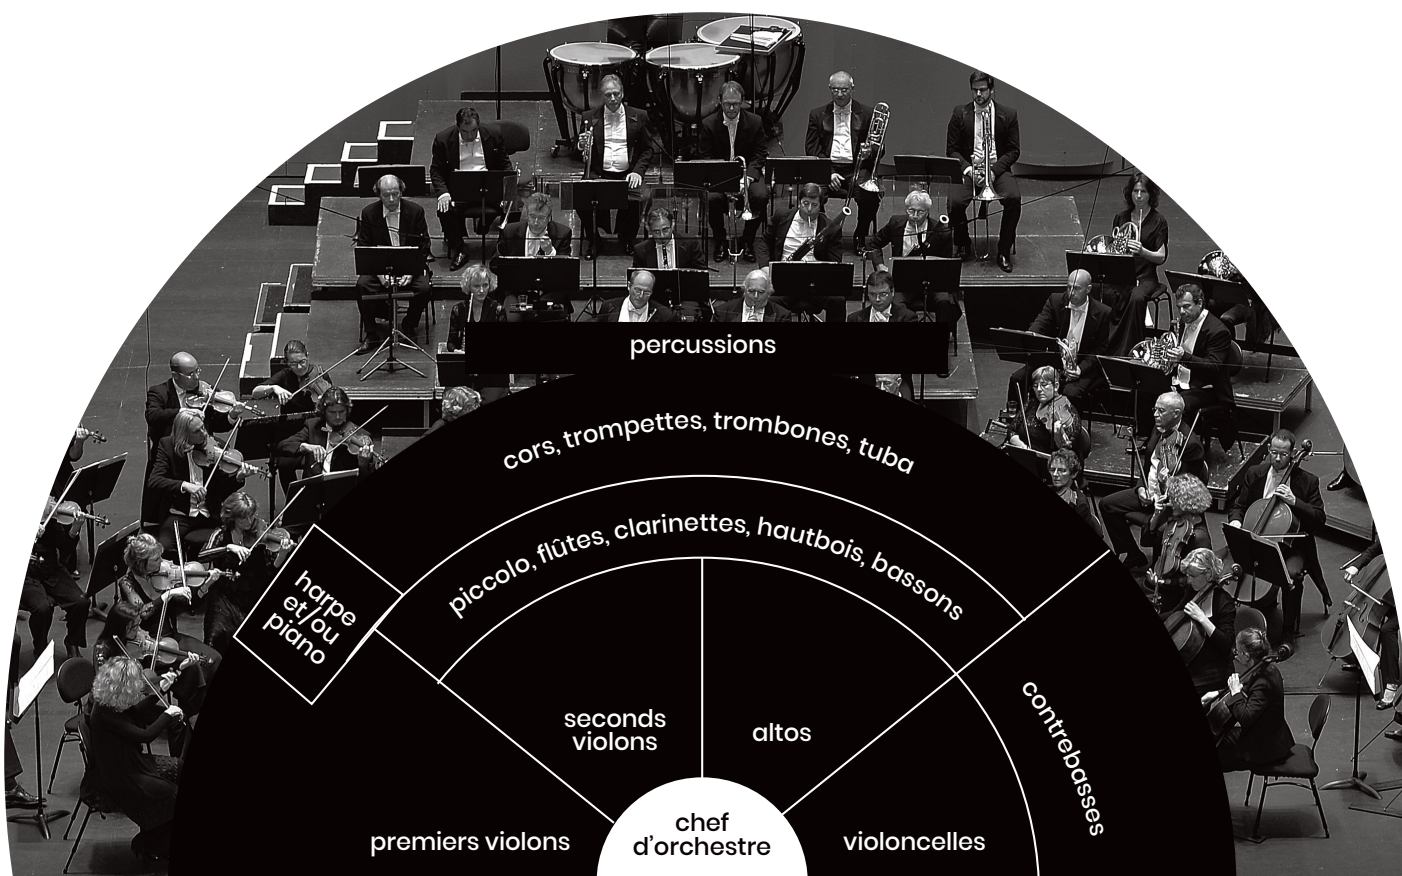 percussions
cors, trompettes, trombones, tuba
piccolo, flûtes, clarinettes, hautbois, bassons
harpe
et/ou
piano
seconds
violons
altos
contrebasses
premiers violons
chef
d’orchestre
violoncelles